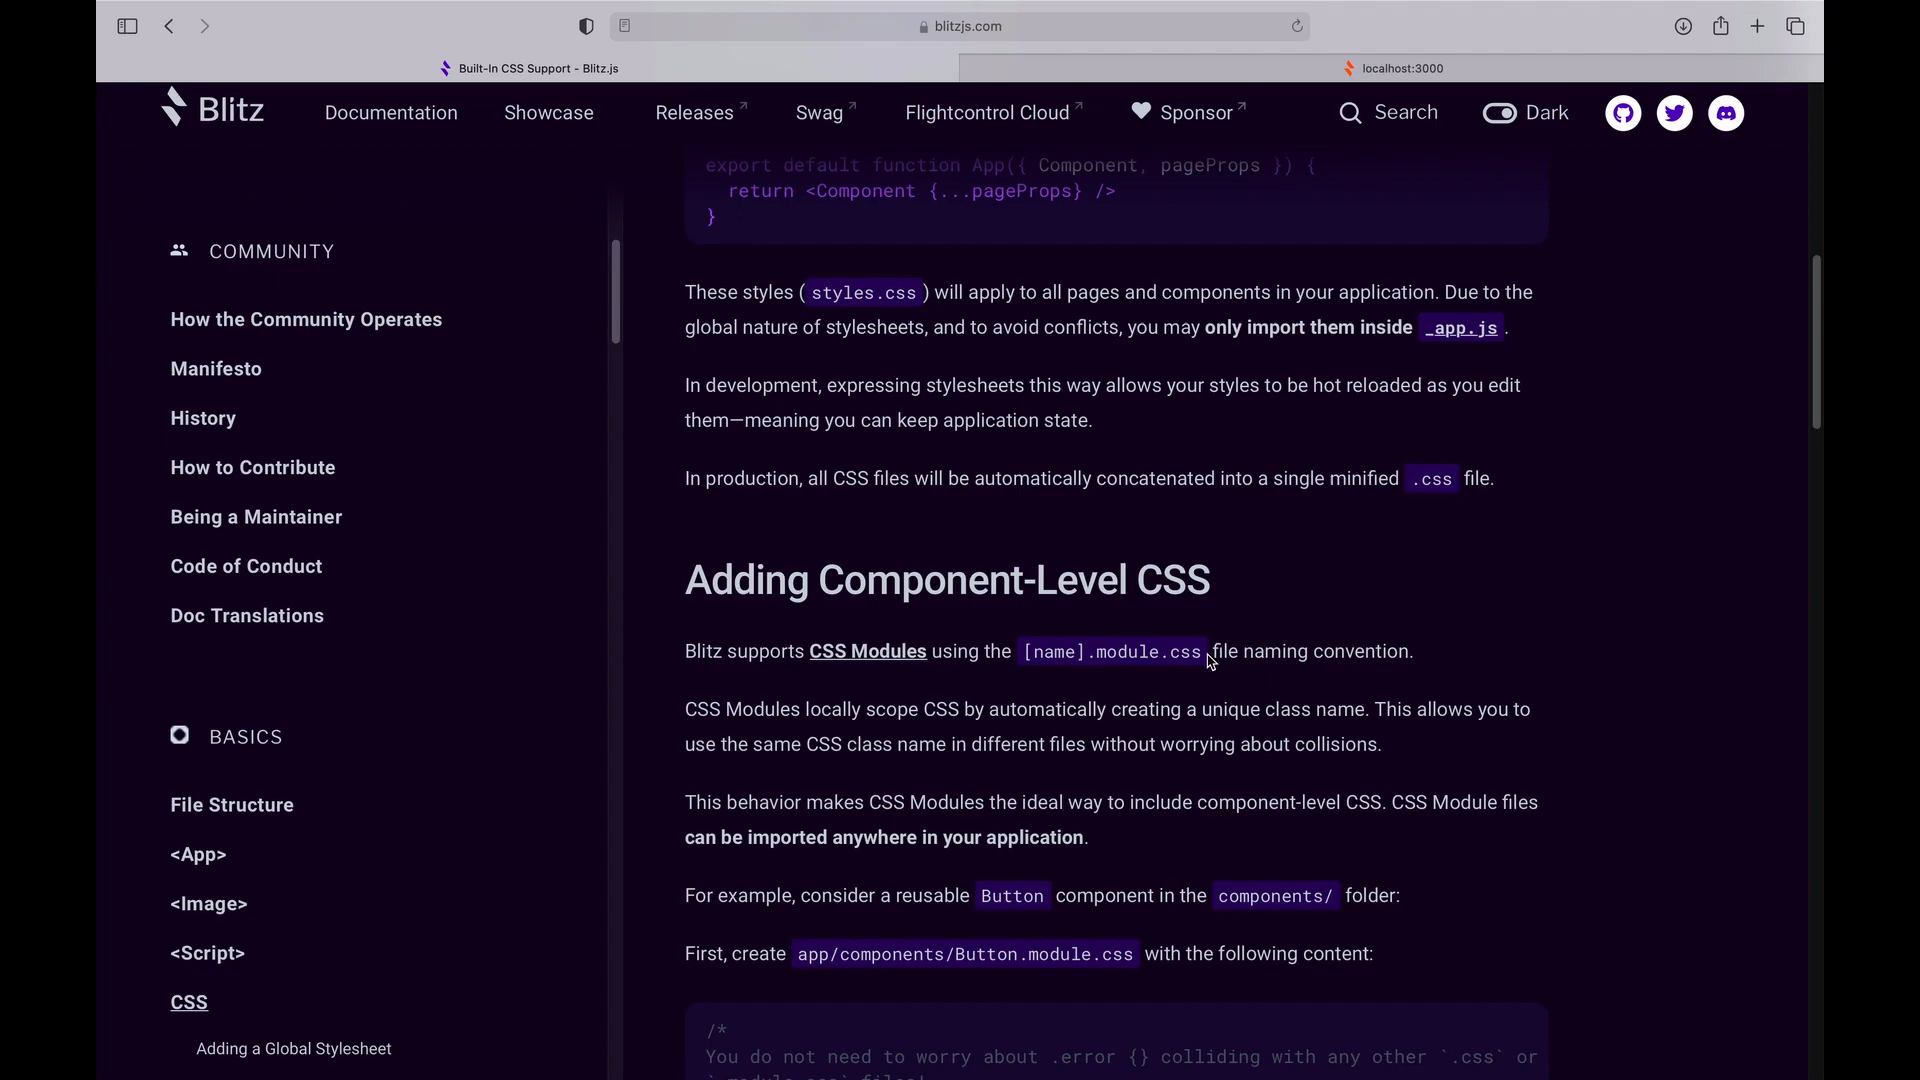 blitzjs.com
Built-In CSS Support - Blitz.js
localhost:3000
Blitz
Documentation
Showcase
Releases ↗
Swag ↗
Flightcontrol Cloud ↗
Sponsor ↗
Search
Dark
COMMUNITY
How the Community Operates
Manifesto
History
How to Contribute
Being a Maintainer
Code of Conduct
Doc Translations
BASICS
File Structure
<App>
<Image>
<Script>
CSS
Adding a Global Stylesheet
export default function App({ Component, pageProps }) {
return <Component {...pageProps} />
}
These styles ( styles.css ) will apply to all pages and components in your application. Due to the
global nature of stylesheets, and to avoid conflicts, you may only import them inside _app.js .
In development, expressing stylesheets this way allows your styles to be hot reloaded as you edit
them—meaning you can keep application state.
In production, all CSS files will be automatically concatenated into a single minified .css file.
Adding Component-Level CSS
Blitz supports CSS Modules using the [name].module.css file naming convention.
CSS Modules locally scope CSS by automatically creating a unique class name. This allows you to
use the same CSS class name in different files without worrying about collisions.
This behavior makes CSS Modules the ideal way to include component-level CSS. CSS Module files
can be imported anywhere in your application.
For example, consider a reusable Button component in the components/ folder:
First, create app/components/Button.module.css with the following content:
/*
You do not need to worry about .error {} colliding with any other `.css` or